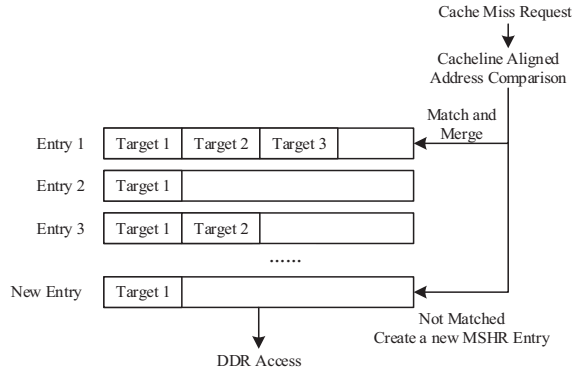 Cache Miss Request
Cacheline Aligned
Address Comparison
Match and
Merge
Entry 1 Target 1 Target 2 Target 3
Entry 2 Target 1
Entry 3 Target 1 Target 2
......
New Entry Target 1
Not Matched
Create a new MSHR Entry
DDR Access